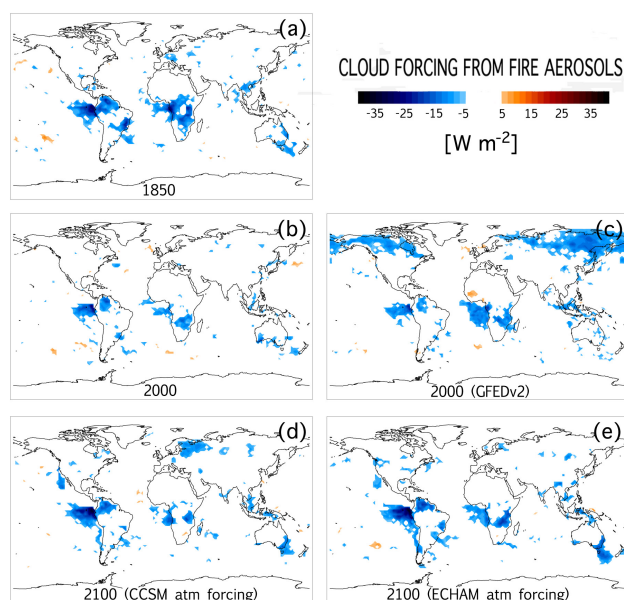 (a)
1850
CLOUD FORCING FROM FIRE AEROSOLS
-35 -25 -15 -5 5 15 25 35
[W m-2]
(b)
2000
(c)
2000 (GFEDv2)
(d)
2100 (CCSM atm forcing)
(e)
2100 (ECHAM atm forcing)